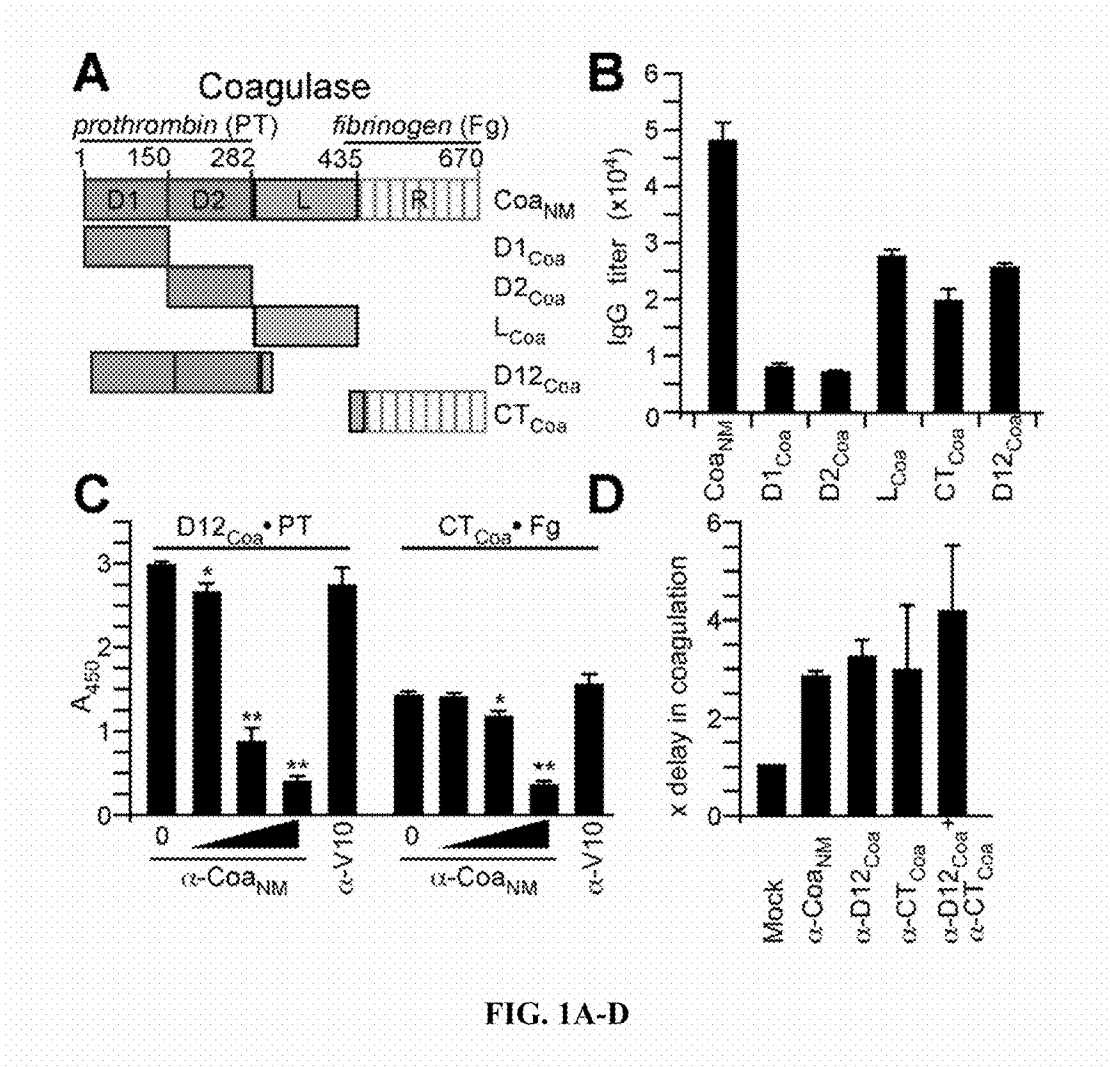 A
Coagulase
prothrombin (PT) fibrinogen (Fg)
1 150 282 435 670
D1 D2 L R CoaNM
D1Coa
D2Coa
LCoa
D12Coa
CTCoa
B
IgG titer (x10⁴)
6
5
4
3
2
1
0
CoaNM D1Coa D2Coa LCoa CTCoa D12Coa
C
D12Coa• PT CTCoa• Fg
A450
3
2
1
0
* ** ** * **
0 α-V10 0 α-V10
α-CoaNM α-CoaNM
D
x delay in coagulation
6
4
2
0
Mock α-CoaNM α-D12Coa α-CTCoa α-D12Coa+
α-CTCoa
FIG. 1A-D